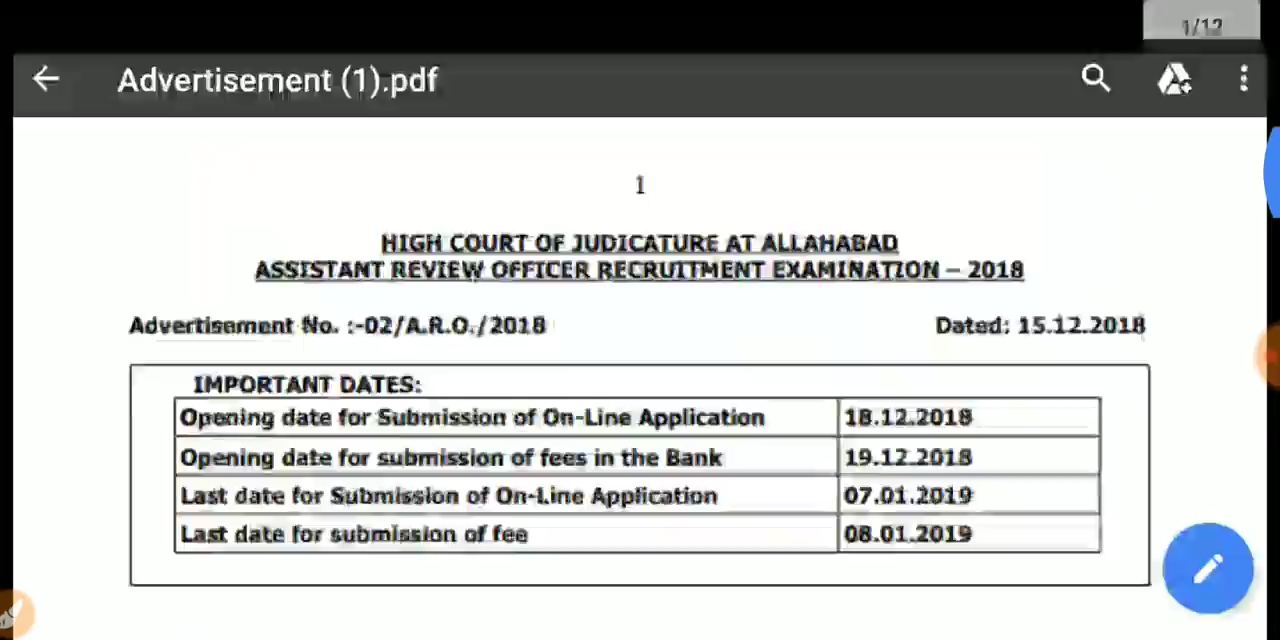 1/12
Advertisement (1).pdf
1
HIGH COURT OF JUDICATURE AT ALLAHABAD
ASSISTANT REVIEW OFFICER RECRUITMENT EXAMINATION – 2018
Advertisement No. :-02/A.R.O./2018 Dated: 15.12.2018
IMPORTANT DATES:
Opening date for Submission of On-Line Application 18.12.2018
Opening date for submission of fees in the Bank 19.12.2018
Last date for Submission of On-Line Application 07.01.2019
Last date for submission of fee 08.01.2019